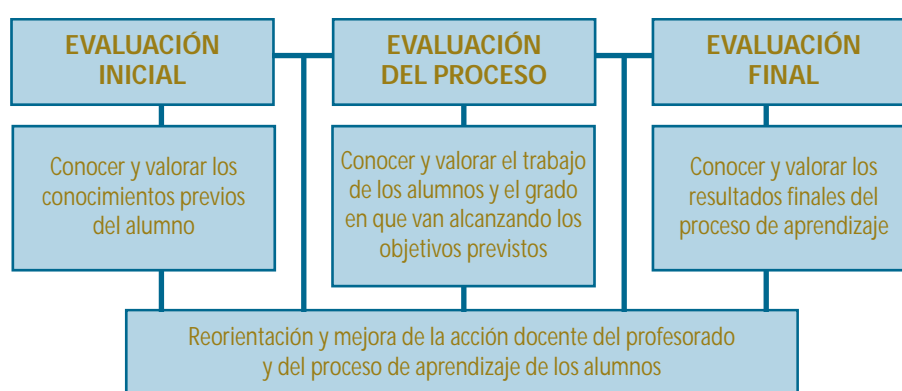 EVALUACIÓN
INICIAL
EVALUACIÓN
DEL PROCESO
EVALUACIÓN
FINAL
Conocer y valorar los
conocimientos previos
del alumno
Conocer y valorar el trabajo
de los alumnos y el grado
en que van alcanzando los
objetivos previstos
Conocer y valorar los
resultados finales del
proceso de aprendizaje
Reorientación y mejora de la acción docente del profesorado
y del proceso de aprendizaje de los alumnos